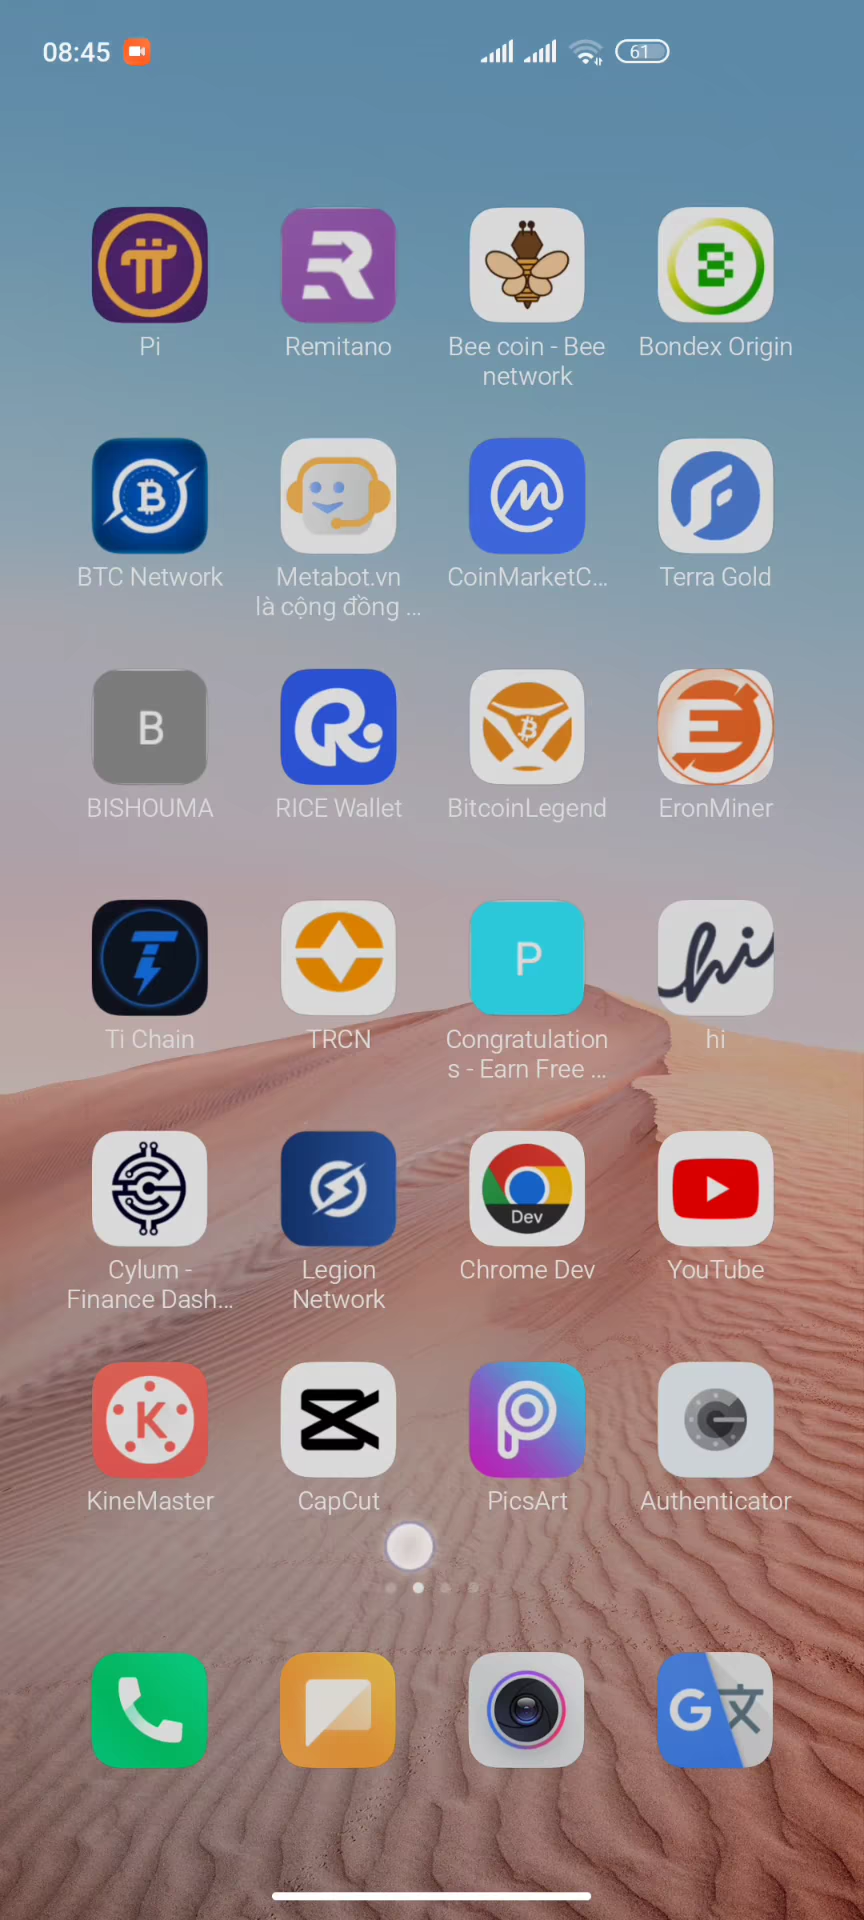 08:45
61
Pi
Remitano
Bee coin - Bee
network
Bondex Origin
BTC Network
Metabot.vn
là cộng đồng ...
CoinMarketC...
Terra Gold
B
BISHOUMA
RICE Wallet
BitcoinLegend
EronMiner
Ti Chain
TRCN
P
Congratulation
s - Earn Free ...
hi
hi
Cylum -
Finance Dash...
Legion
Network
Dev
Chrome Dev
YouTube
K
KineMaster
CapCut
PicsArt
Authenticator
G文